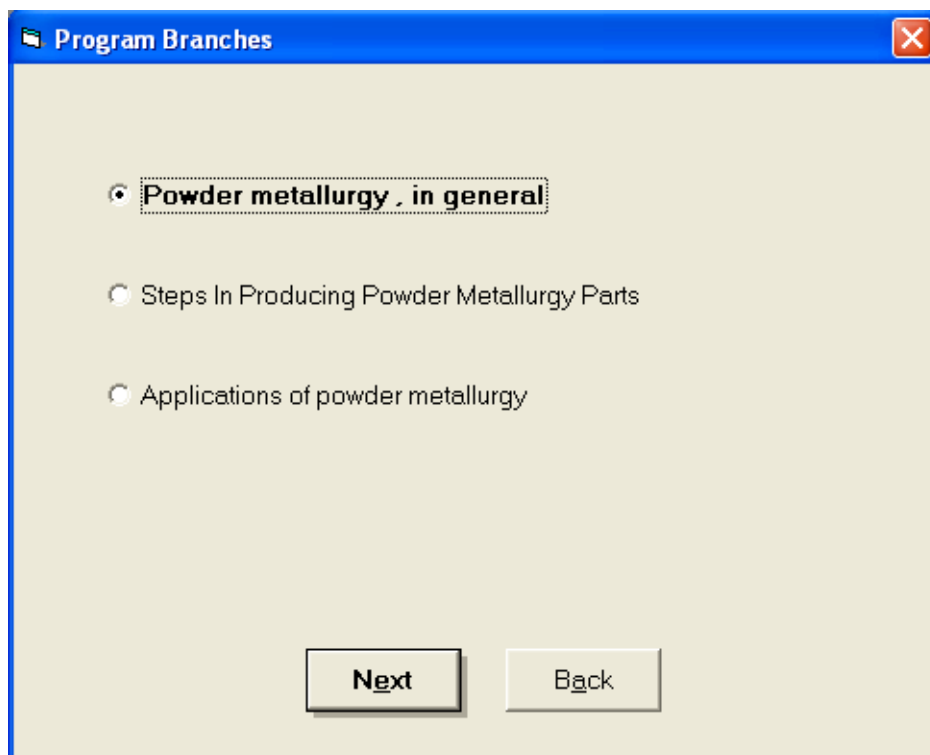 Program Branches
Powder metallurgy , in general
Steps In Producing Powder Metallurgy Parts
Applications of powder metallurgy
Next
Back